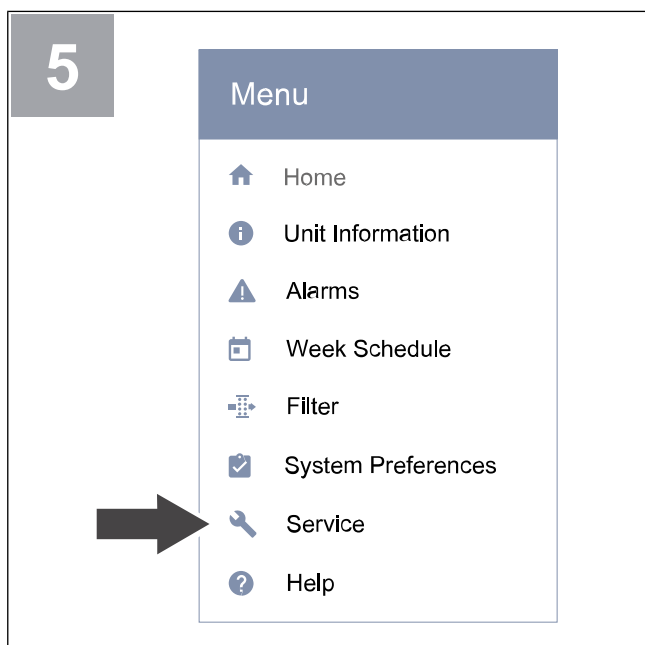 5
Menu
Home
Unit Information
Alarms
Week Schedule
Filter
System Preferences
Service
Help